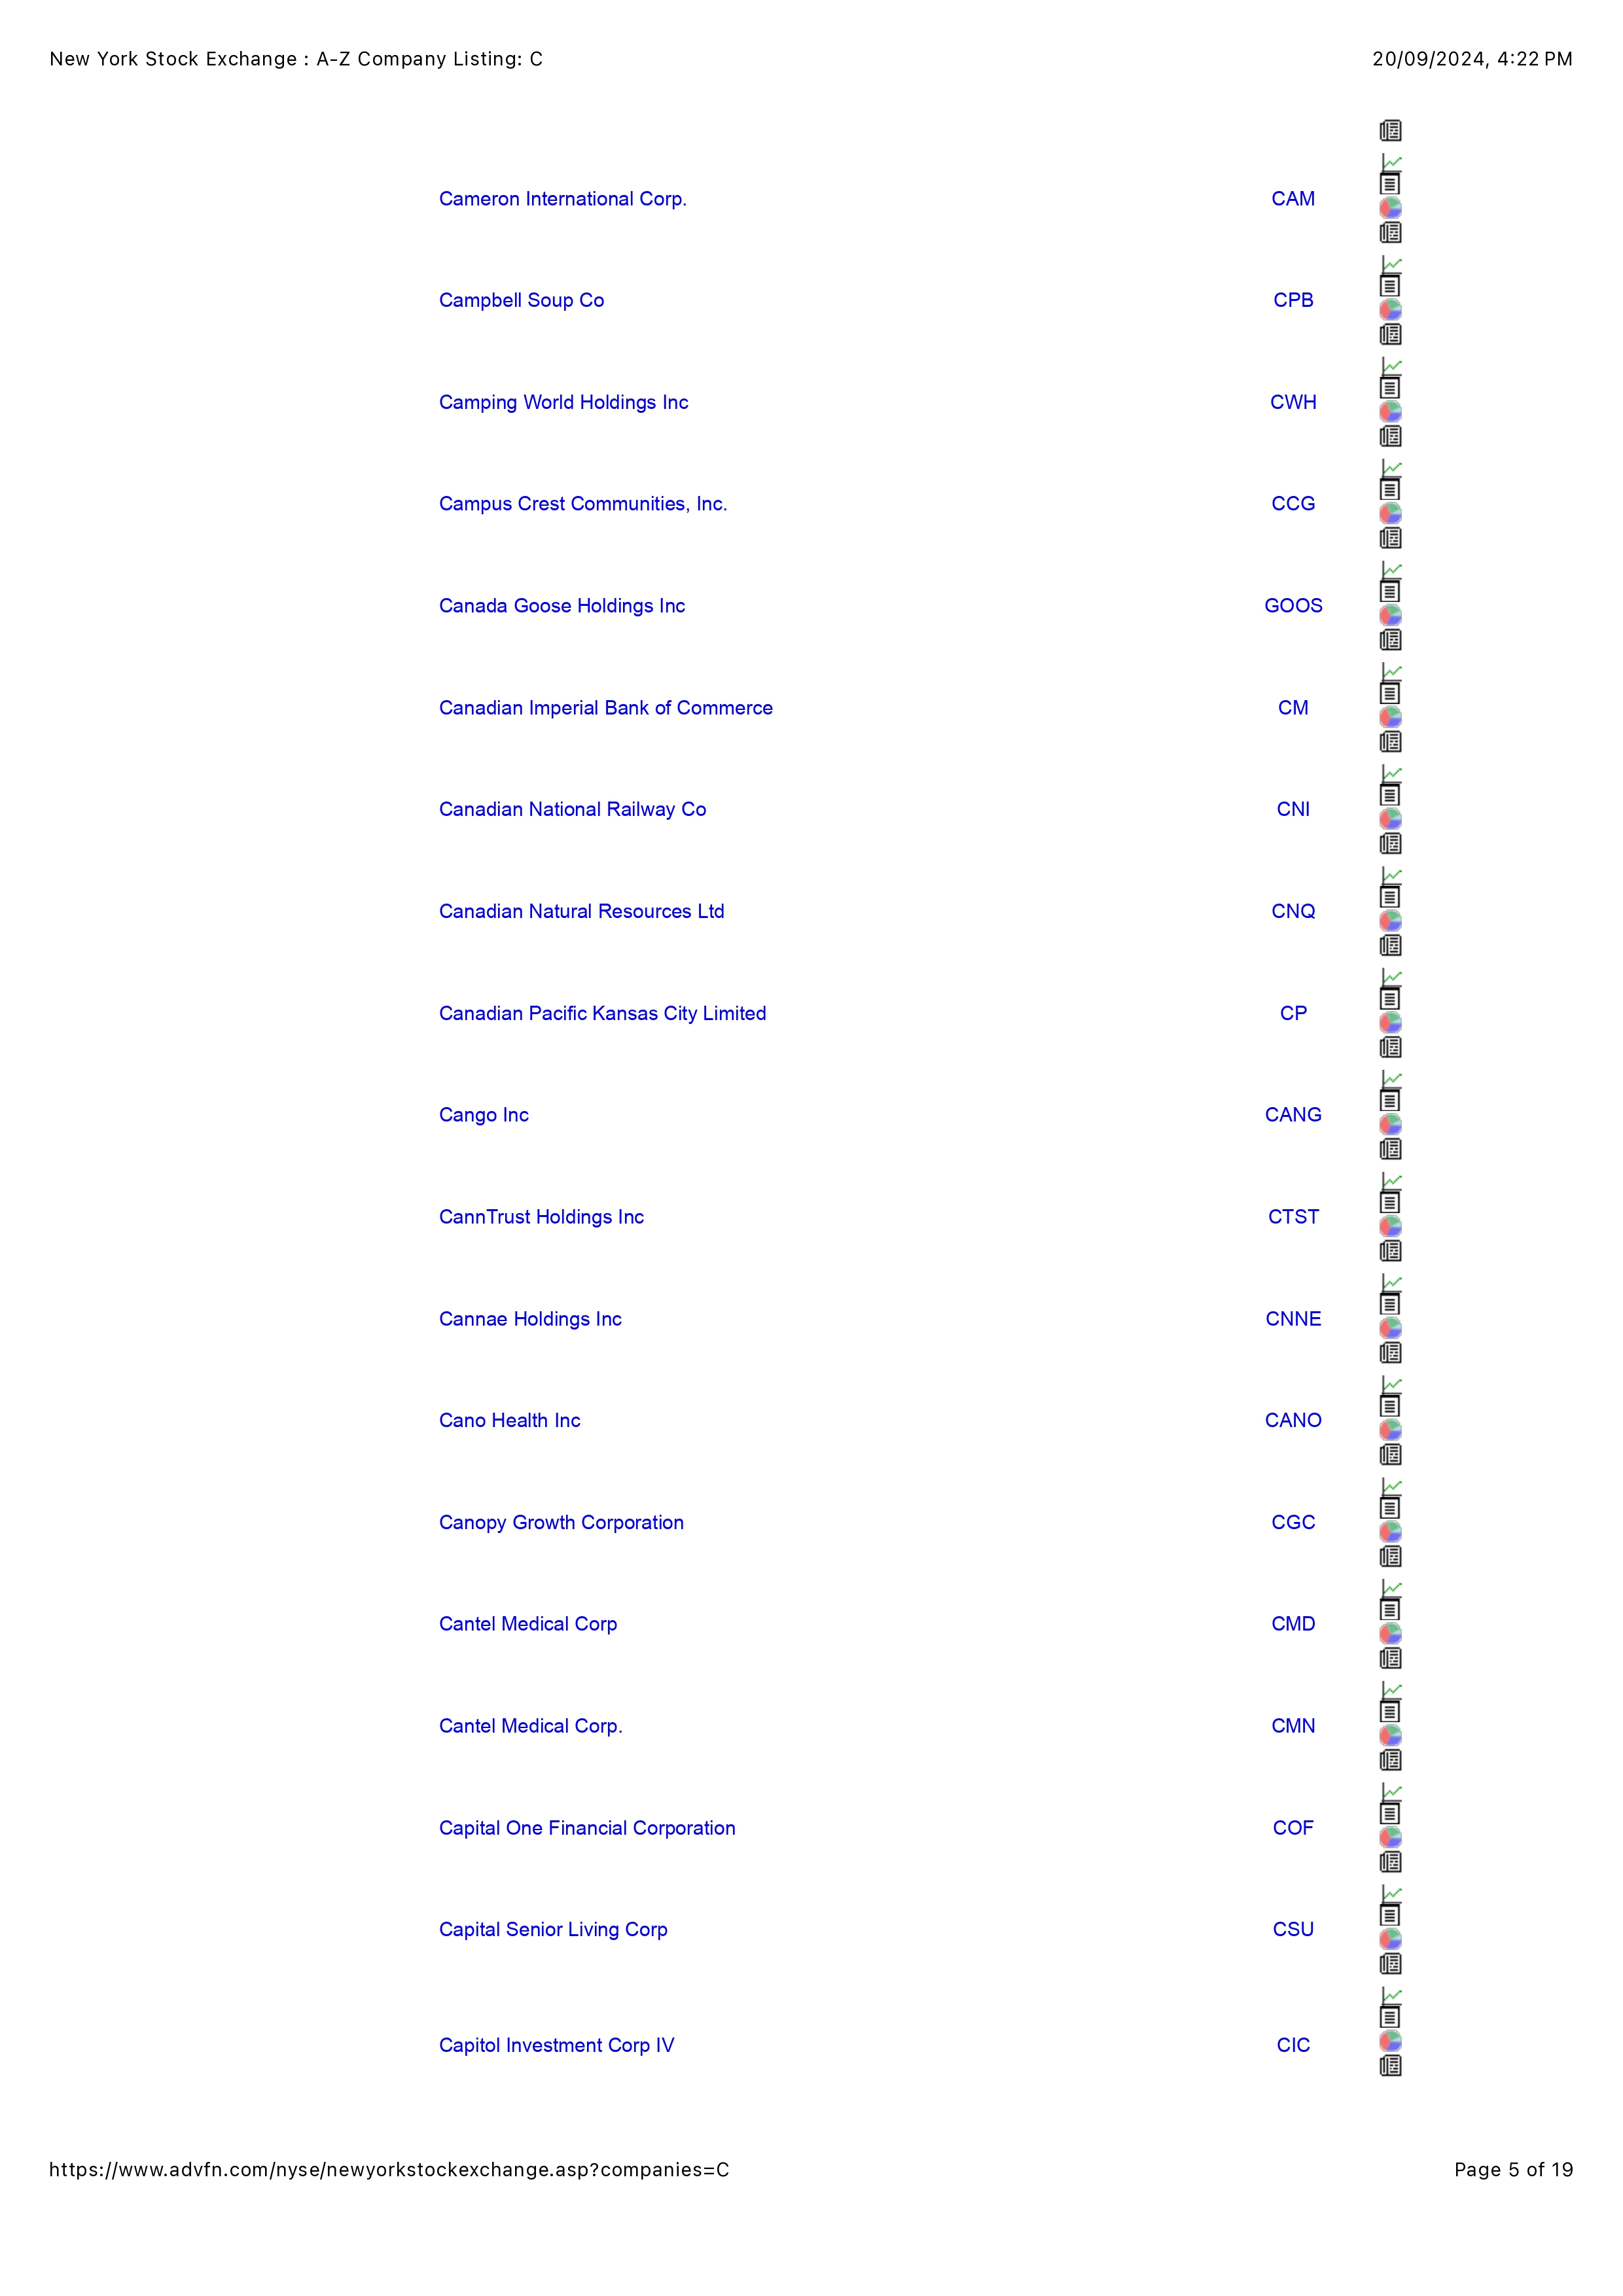 New York Stock Exchange : A-Z Company Listing: C 20/09/2024, 4:22 PM
Cameron International Corp. CAM
Campbell Soup Co CPB
Camping World Holdings Inc CWH
Campus Crest Communities, Inc. CCG
Canada Goose Holdings Inc GOOS
Canadian Imperial Bank of Commerce CM
Canadian National Railway Co CNI
Canadian Natural Resources Ltd CNQ
Canadian Pacific Kansas City Limited CP
Cango Inc CANG
CannTrust Holdings Inc CTST
Cannae Holdings Inc CNNE
Cano Health Inc CANO
Canopy Growth Corporation CGC
Cantel Medical Corp CMD
Cantel Medical Corp. CMN
Capital One Financial Corporation COF
Capital Senior Living Corp CSU
Capitol Investment Corp IV CIC
https://www.advfn.com/nyse/newyorkstockexchange.asp?companies=C Page 5 of 19